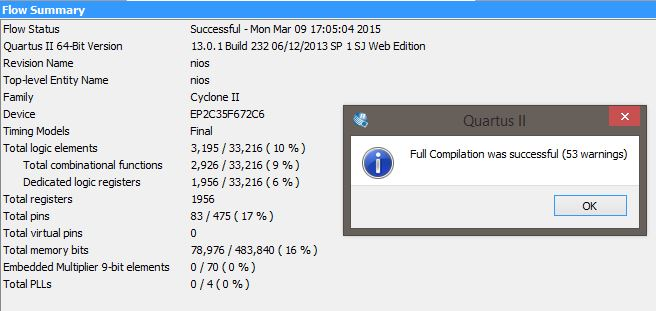 Flow Summary
Flow Status Successful - Mon Mar 09 17:05:04 2015
Quartus II 64-Bit Version 13.0.1 Build 232 06/12/2013 SP 1 SJ Web Edition
Revision Name nios
Top-level Entity Name nios
Family Cyclone II
Device EP2C35F672C6
Timing Models Final
Total logic elements 3,195 / 33,216 ( 10 % )
Total combinational functions 2,926 / 33,216 ( 9 % )
Dedicated logic registers 1,956 / 33,216 ( 6 % )
Total registers 1956
Total pins 83 / 475 ( 17 % )
Total virtual pins 0
Total memory bits 78,976 / 483,840 ( 16 % )
Embedded Multiplier 9-bit elements 0 / 70 ( 0 % )
Total PLLs 0 / 4 ( 0 % )
Quartus II
Full Compilation was successful (53 warnings)
OK